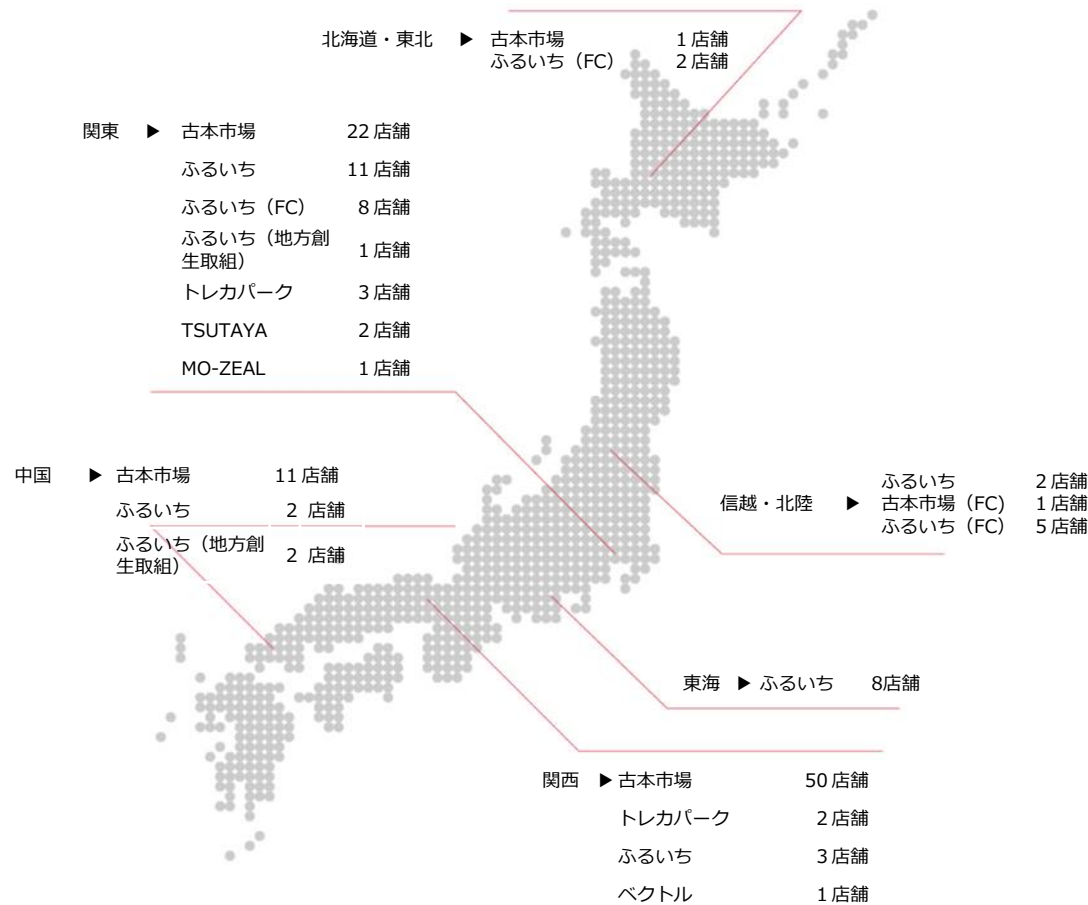 北海道・東北 ▶ 古本市場 1店舗
ふるいち（FC） 2店舗
関東 ▶ 古本市場 22店舗
ふるいち 11店舗
ふるいち（FC） 8店舗
ふるいち（地方創
生取組） 1店舗
トレカパーク 3店舗
TSUTAYA 2店舗
MO-ZEAL 1店舗
中国 ▶ 古本市場 11店舗
ふるいち 2 店舗
ふるいち（地方創
生取組） 2 店舗
ふるいち 2店舗
信越・北陸 ▶ 古本市場（FC) 1店舗
ふるいち（FC） 5店舗
東海 ▶ ふるいち 8店舗
関西 ▶ 古本市場 50店舗
トレカパーク 2店舗
ふるいち 3店舗
ベクトル 1店舗